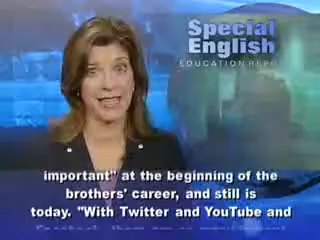 Special
English
EDUCATION REPO
important" at the beginning of the
brothers' career, and still is
today. "With Twitter and YouTube and